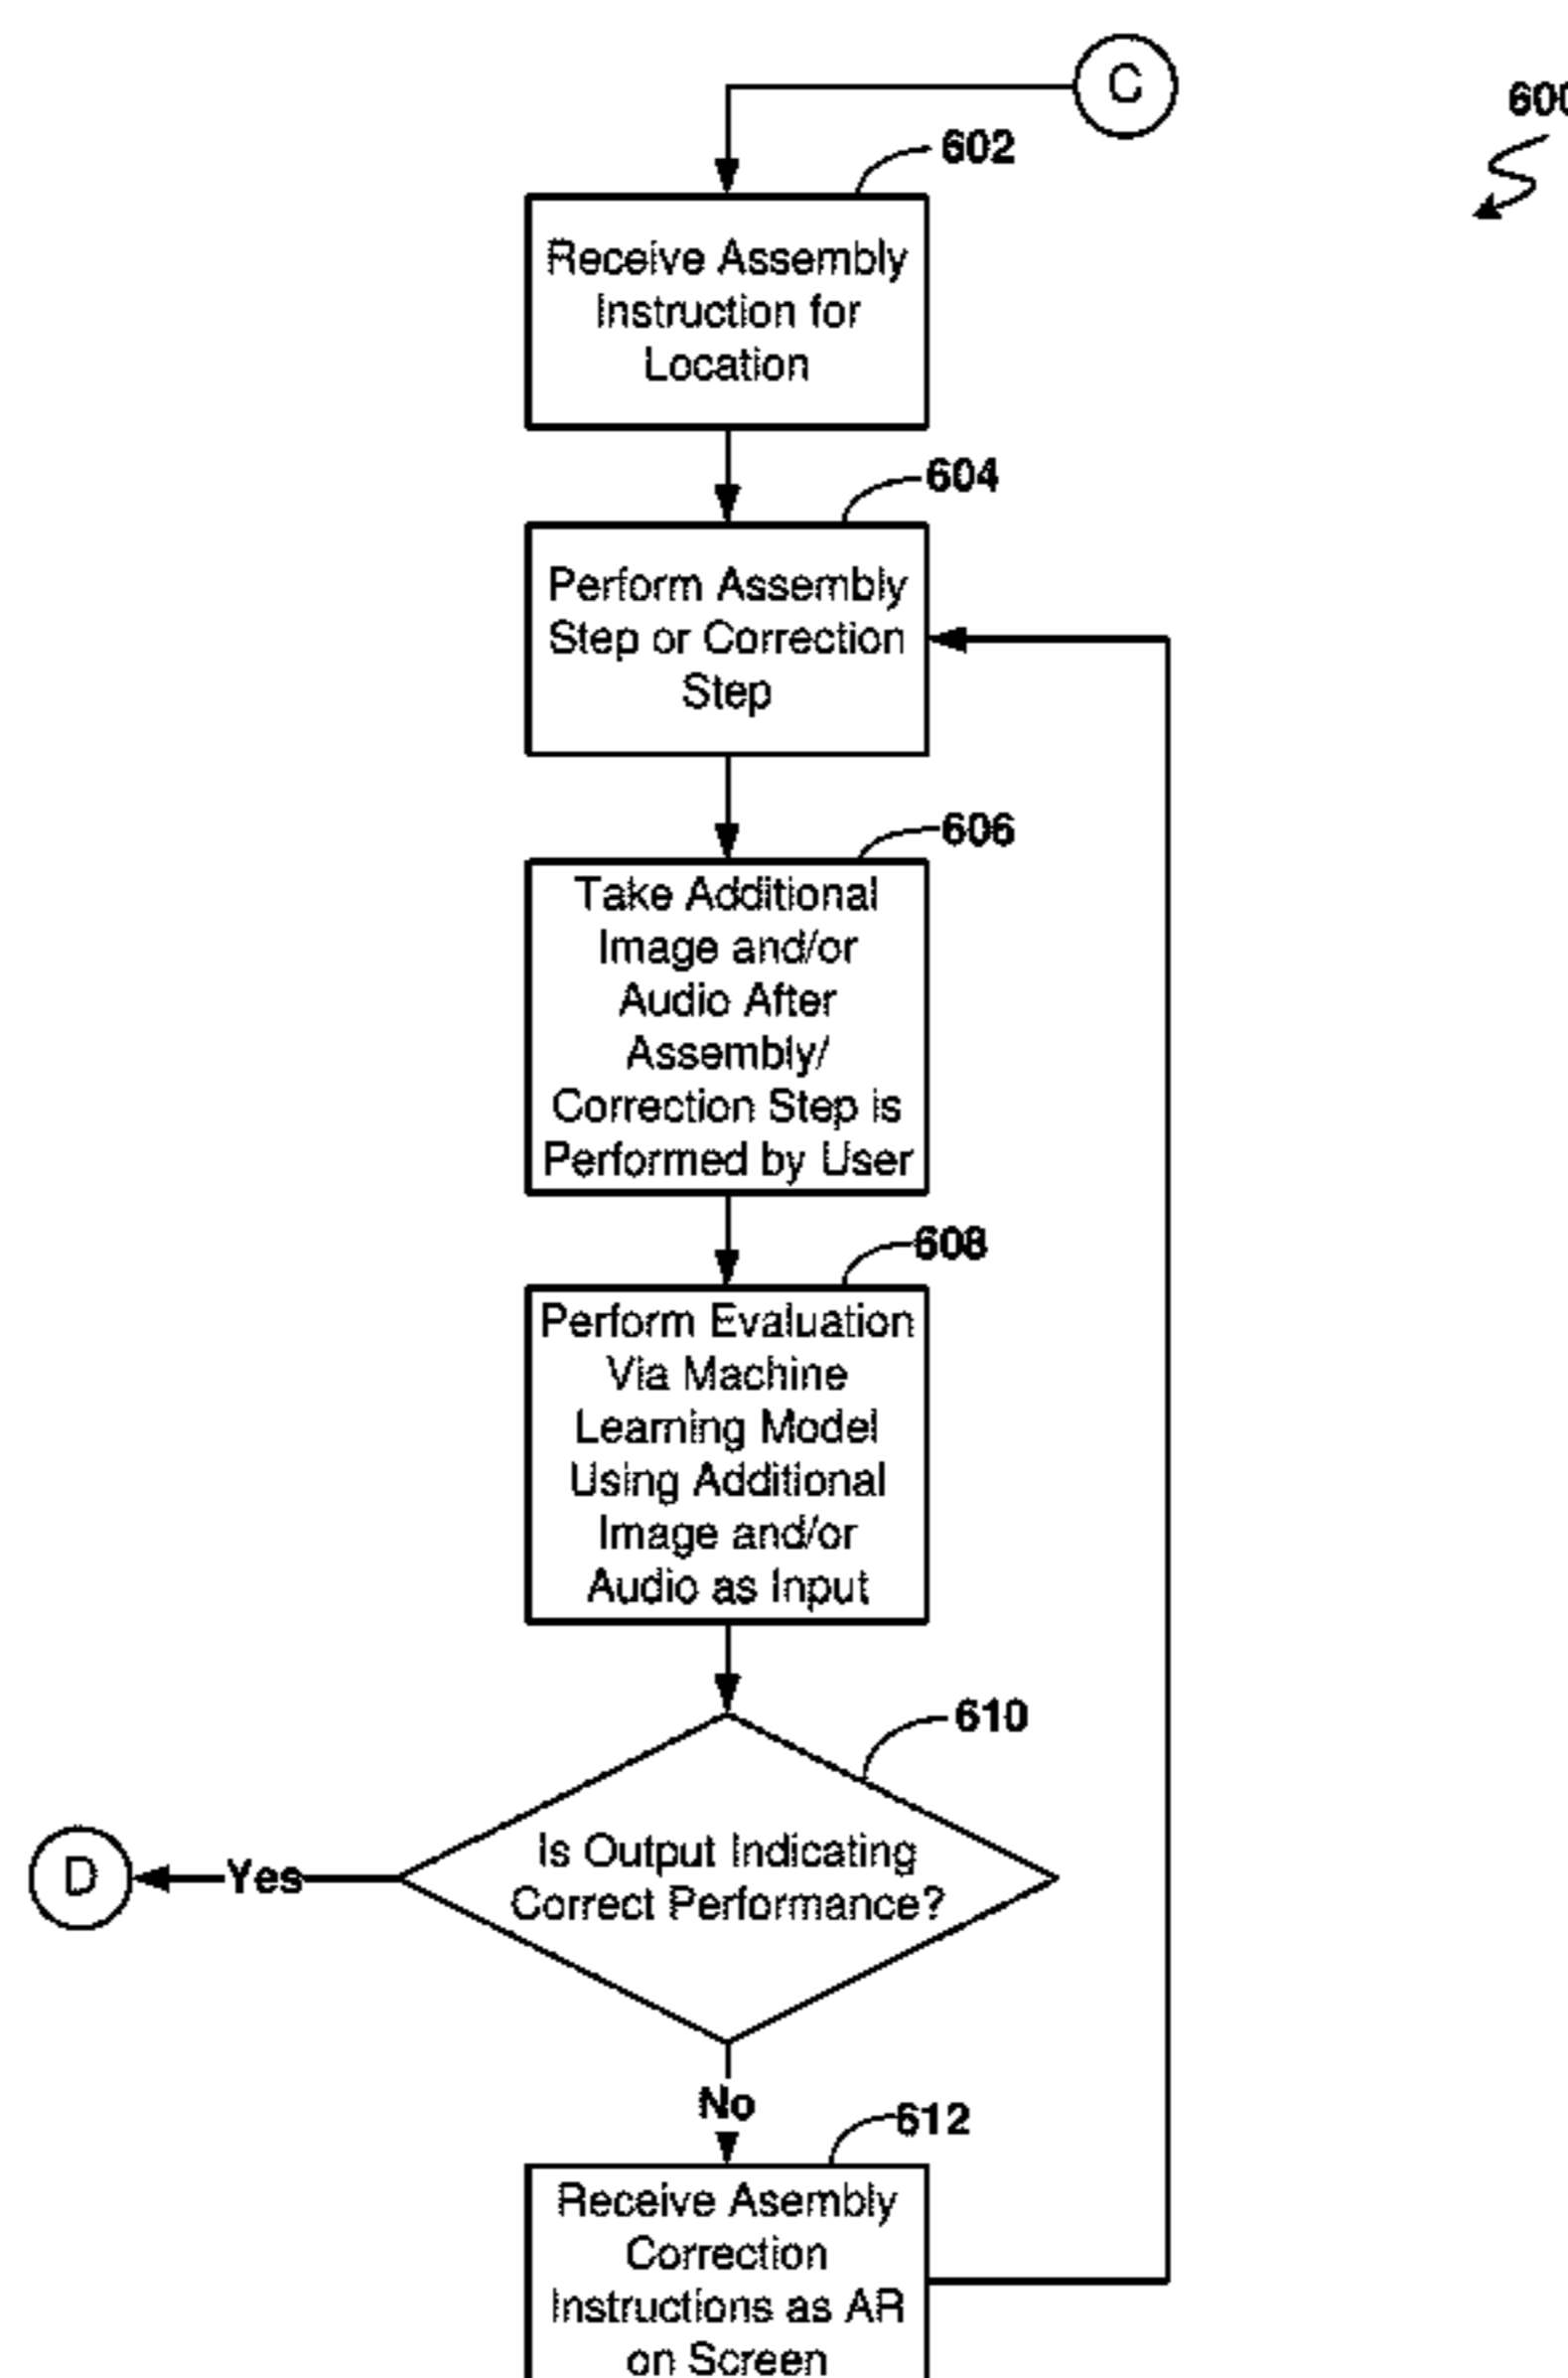 C
600
602
Receive Assembly
Instruction for
Location
604
Perform Assembly
Step or Correction
Step
606
Take Additional
Image and/or
Audio After
Assembly/
Correction Step is
Performed by User
608
Perform Evaluation
Via Machine
Learning Model
Using Additional
Image and/or
Audio as Input
610
Is Output Indicating
Correct Performance?
D
Yes
No
612
Receive Asembly
Correction
Instructions as AR
on Screen